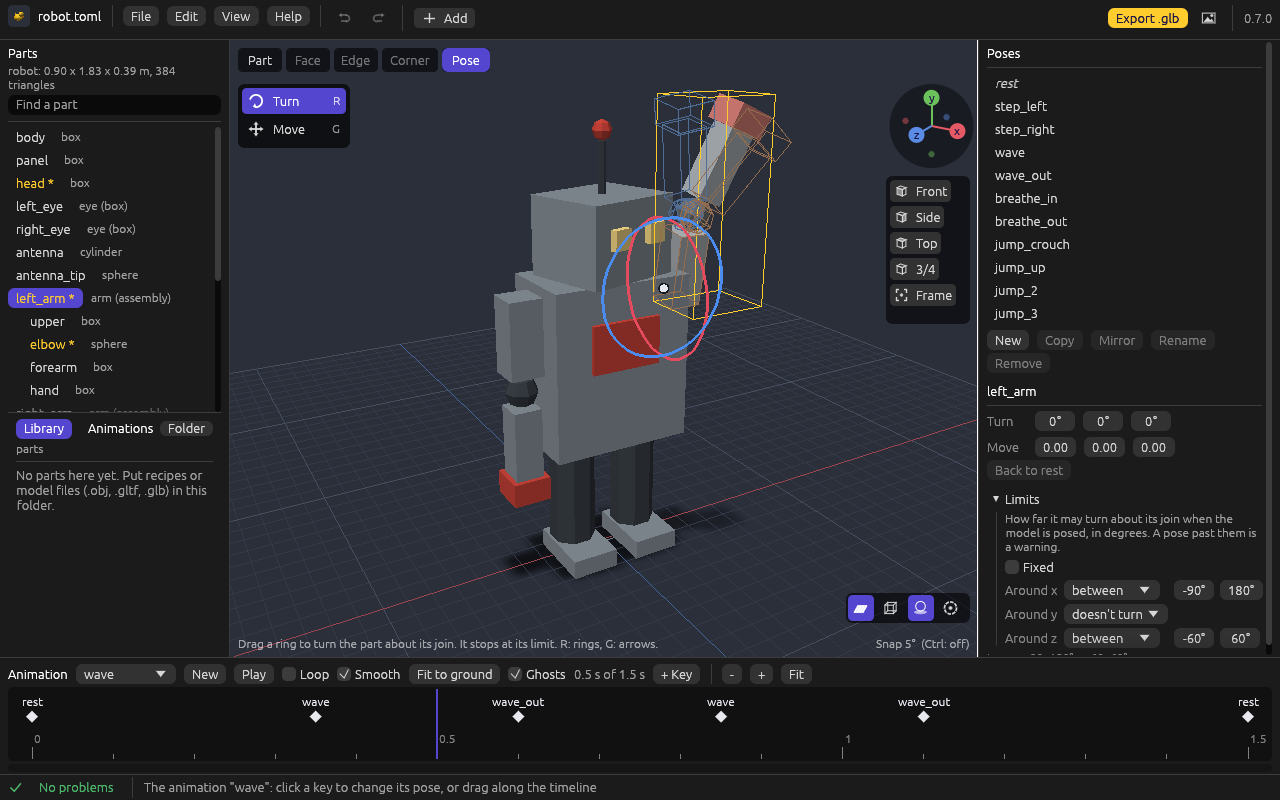 robot.toml
File
Edit
View
Help
+ Add
Export .glb
0.7.0
Parts
robot: 0.90 x 1.83 x 0.39 m, 384
triangles
Find a part
body box
panel box
head * box
left_eye eye (box)
right_eye eye (box)
antenna cylinder
antenna_tip sphere
left_arm * arm (assembly)
upper box
elbow * sphere
forearm box
hand box
right_arm arm (assembly)
Library
Animations
Folder
parts
No parts here yet. Put recipes or
model files (.obj, .gltf, .glb) in this
folder.
Part
Face
Edge
Corner
Pose
Turn R
Move G
y
z
x
Front
Side
Top
3/4
Frame
Drag a ring to turn the part about its join. It stops at its limit. R: rings, G: arrows.
Snap 5° (Ctrl: off)
Poses
rest
step_left
step_right
wave
wave_out
breathe_in
breathe_out
jump_crouch
jump_up
jump_2
jump_3
New
Copy
Mirror
Rename
Remove
left_arm
Turn 0° 0° 0°
Move 0.00 0.00 0.00
Back to rest
Limits
How far it may turn about its join when the
model is posed, in degrees. A pose past them is
a warning.
Fixed
Around x between -90° 180°
Around y doesn't turn
Around z between -60° 60°
Animation
wave
New
Play
Loop
Smooth
Fit to ground
Ghosts
0.5 s of 1.5 s
+ Key
-
+
Fit
rest
wave
wave_out
wave
wave_out
rest
0
0.5
1
1.5
No problems
The animation "wave": click a key to change its pose, or drag along the timeline